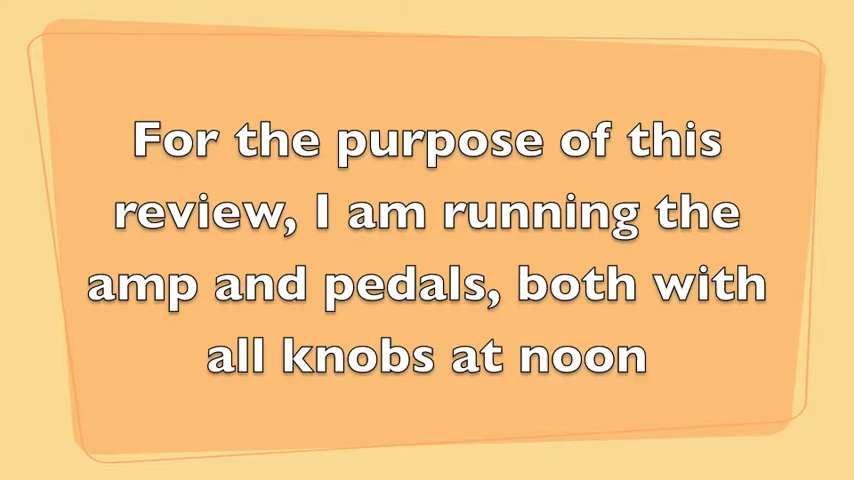 For the purpose of this
review, I am running the
amp and pedals, both with
all knobs at noon